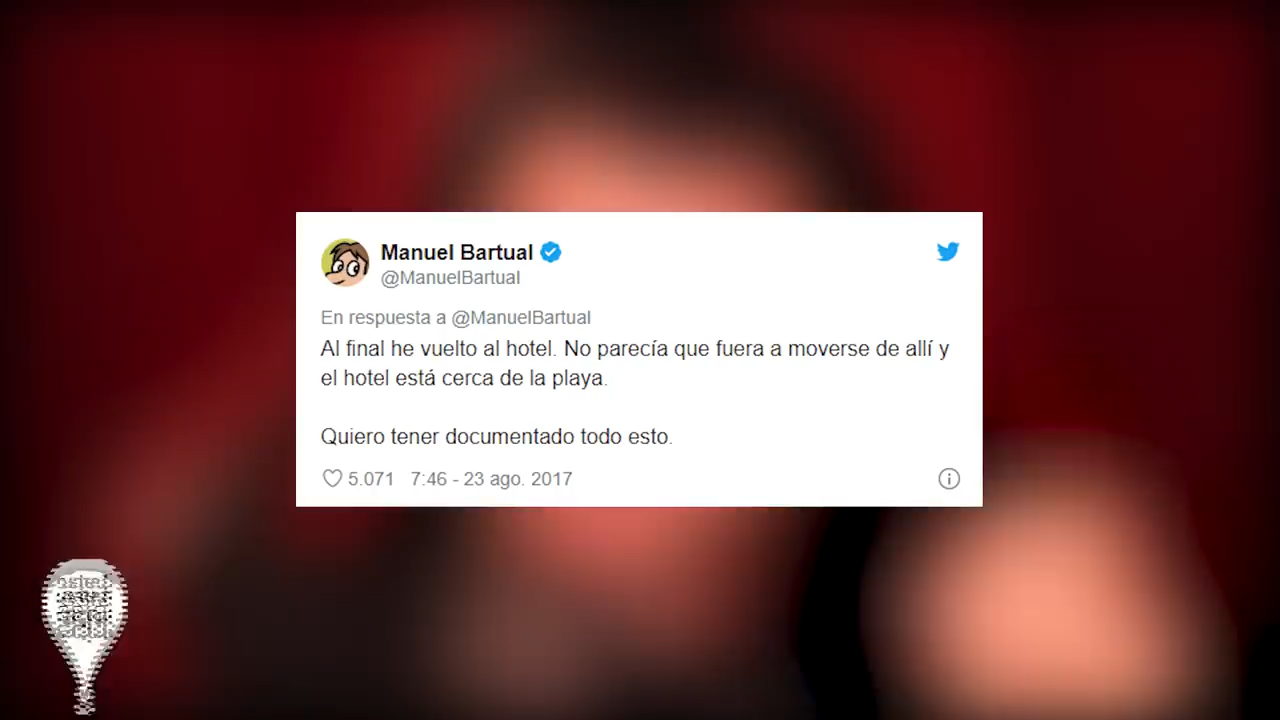 Manuel Bartual
@ManuelBartual
En respuesta a @ManuelBartual
Al final he vuelto al hotel. No parecía que fuera a moverse de allí y
el hotel está cerca de la playa.
Quiero tener documentado todo esto.
5.071 7:46 - 23 ago. 2017